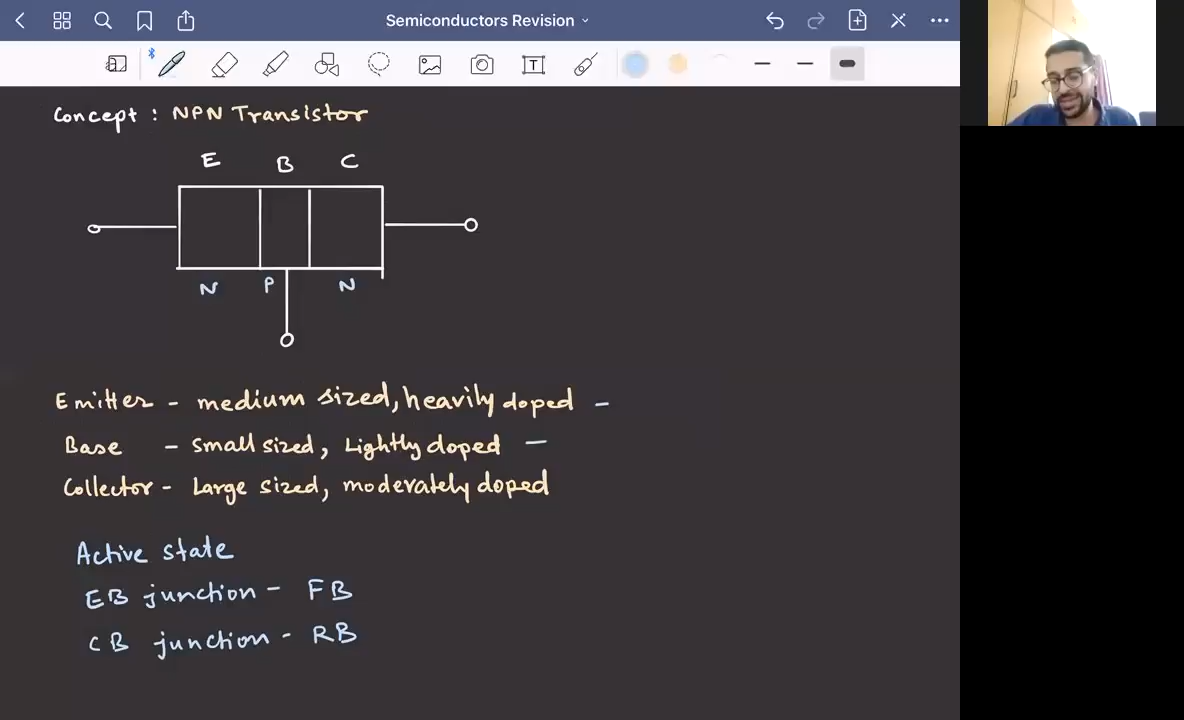 Semiconductors Revision
Concept : NPN Transistor
E B C
N P N
Emitter - medium sized, heavily doped -
Base - Small sized, Lightly doped -
Collector - Large sized, moderately doped
Active state
EB junction - FB
CB junction - RB